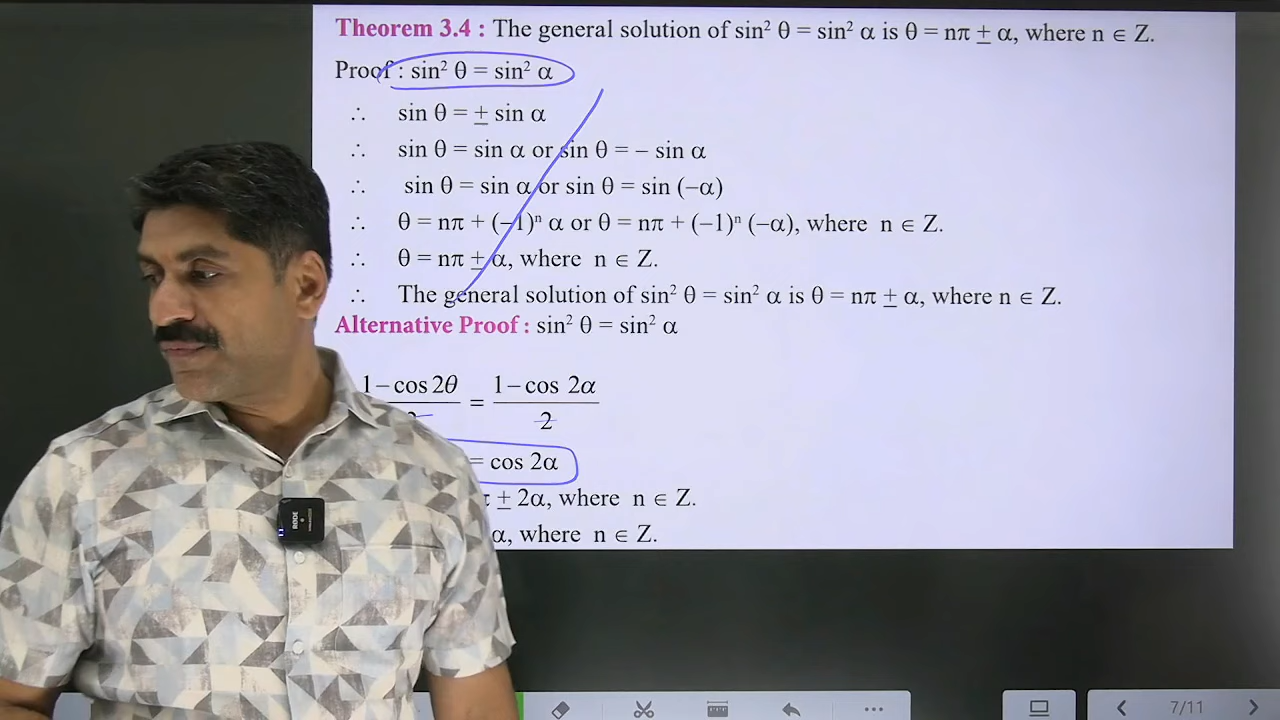 Theorem 3.4 : The general solution of sin² θ = sin² α is θ = nπ ± α, where n ∈ Z.
Proof : sin² θ = sin² α
∴ sin θ = ± sin α
∴ sin θ = sin α or sin θ = – sin α
∴ sin θ = sin α or sin θ = sin (–α)
∴ θ = nπ + (–1)ⁿ α or θ = nπ + (–1)ⁿ (–α), where n ∈ Z.
∴ θ = nπ ± α, where n ∈ Z.
∴ The general solution of sin² θ = sin² α is θ = nπ ± α, where n ∈ Z.
Alternative Proof : sin² θ = sin² α
(1 – cos 2θ)/2 = (1 – cos 2α)/2
= cos 2α
± 2α, where n ∈ Z.
α, where n ∈ Z.
RODE
7/11